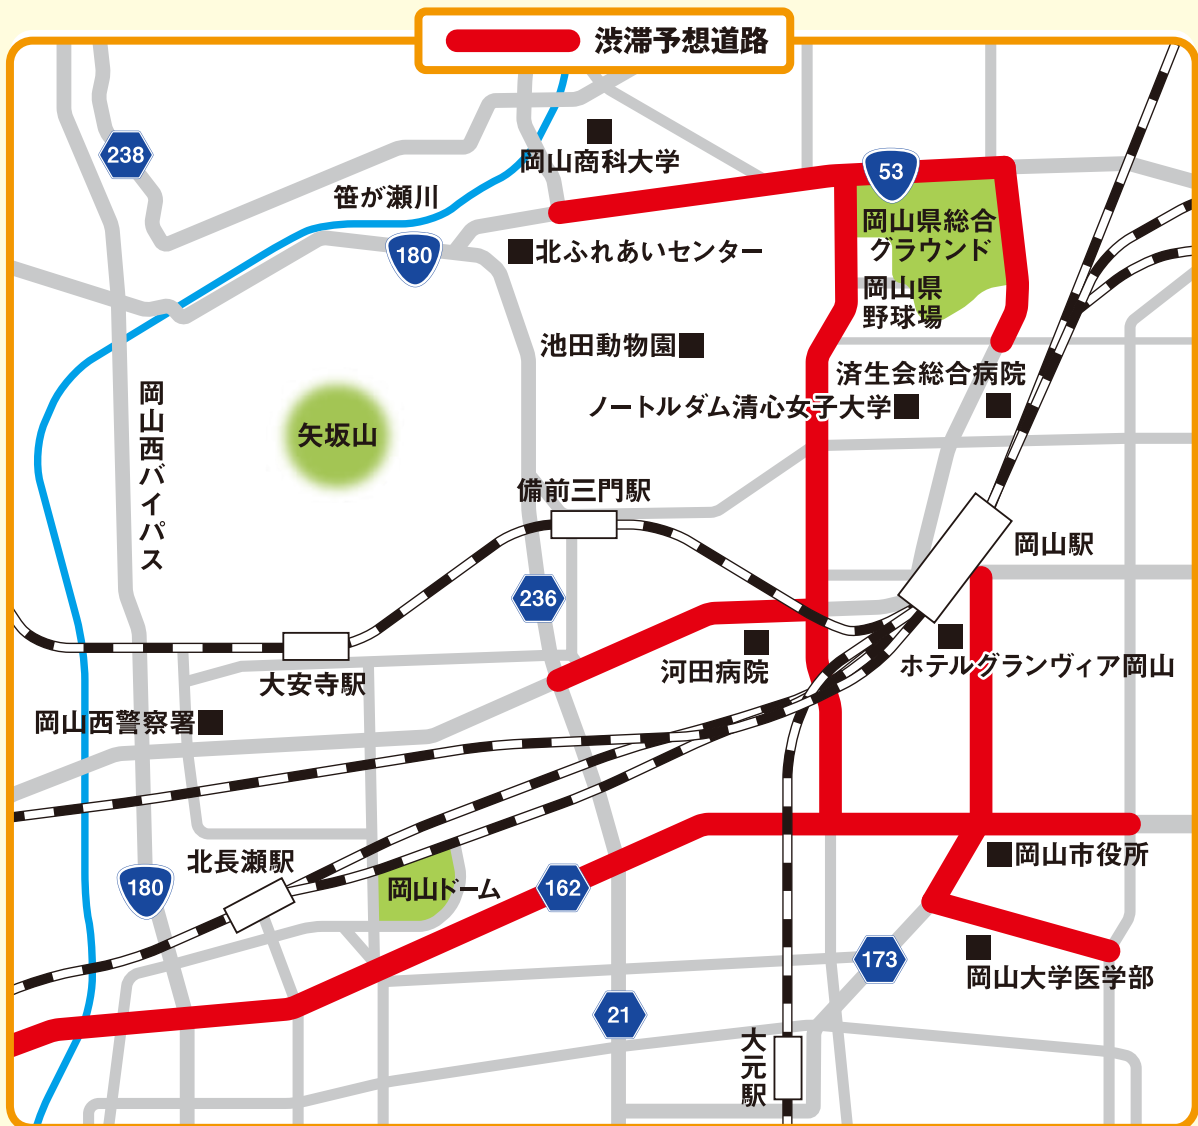 渋滞予想道路
238
岡山商科大学
53
笹が瀬川
岡山県総合
グラウンド
180
北ふれあいセンター
岡山県
野球場
池田動物園
済生会総合病院
岡山西バイパス
ノートルダム清心女子大学
矢坂山
備前三門駅
岡山駅
236
河田病院
ホテルグランヴィア岡山
大安寺駅
岡山西警察署
北長瀬駅
岡山市役所
180
岡山ドーム
162
173
岡山大学医学部
21
大元駅